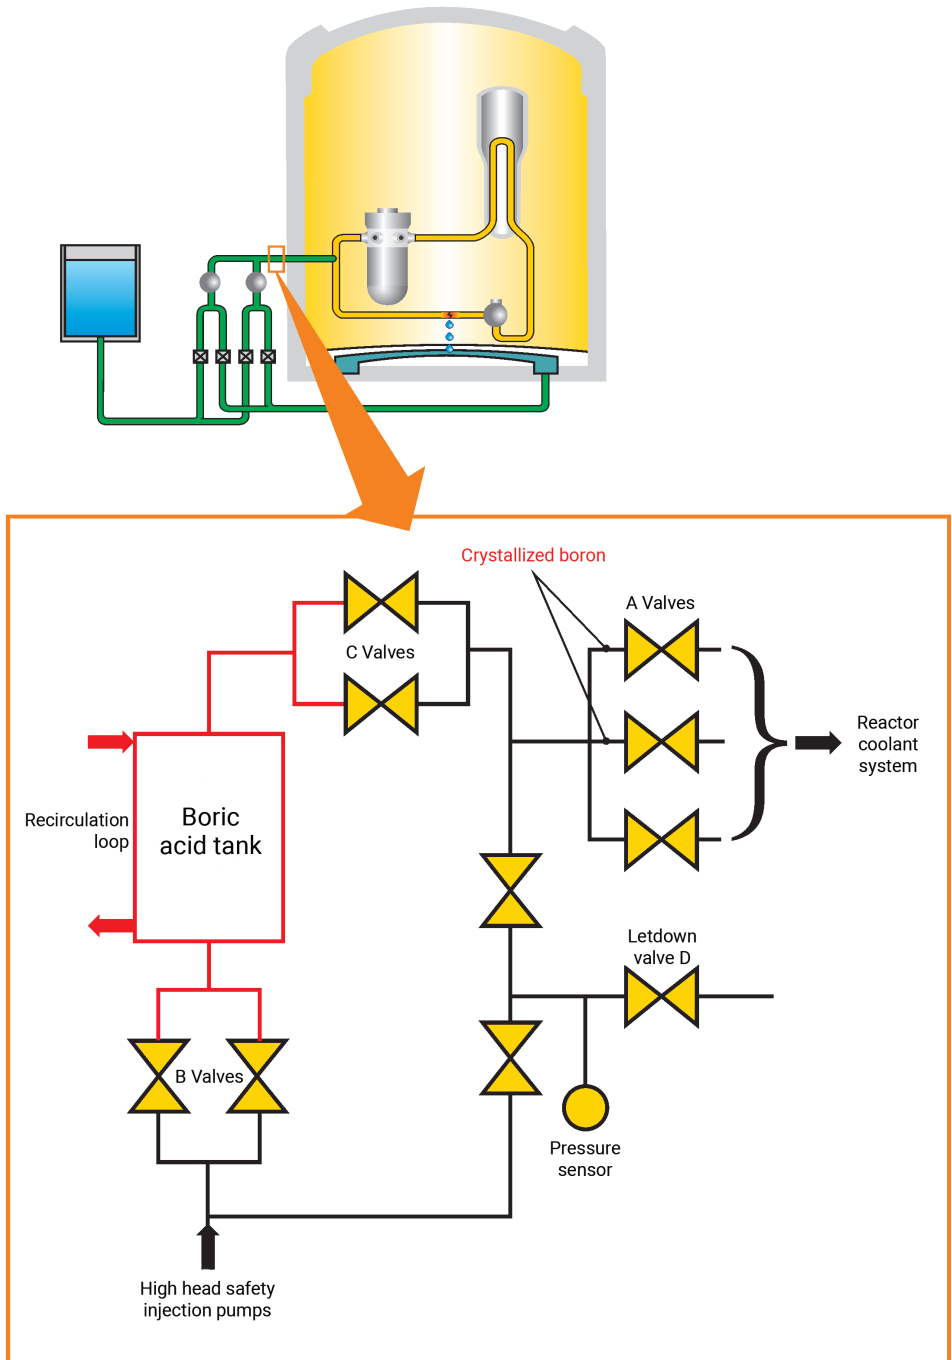 Crystallized boron
A Valves
C Valves
Reactor
coolant
system
Recirculation
loop
Boric
acid tank
Letdown
valve D
B Valves
Pressure
sensor
High head safety
injection pumps